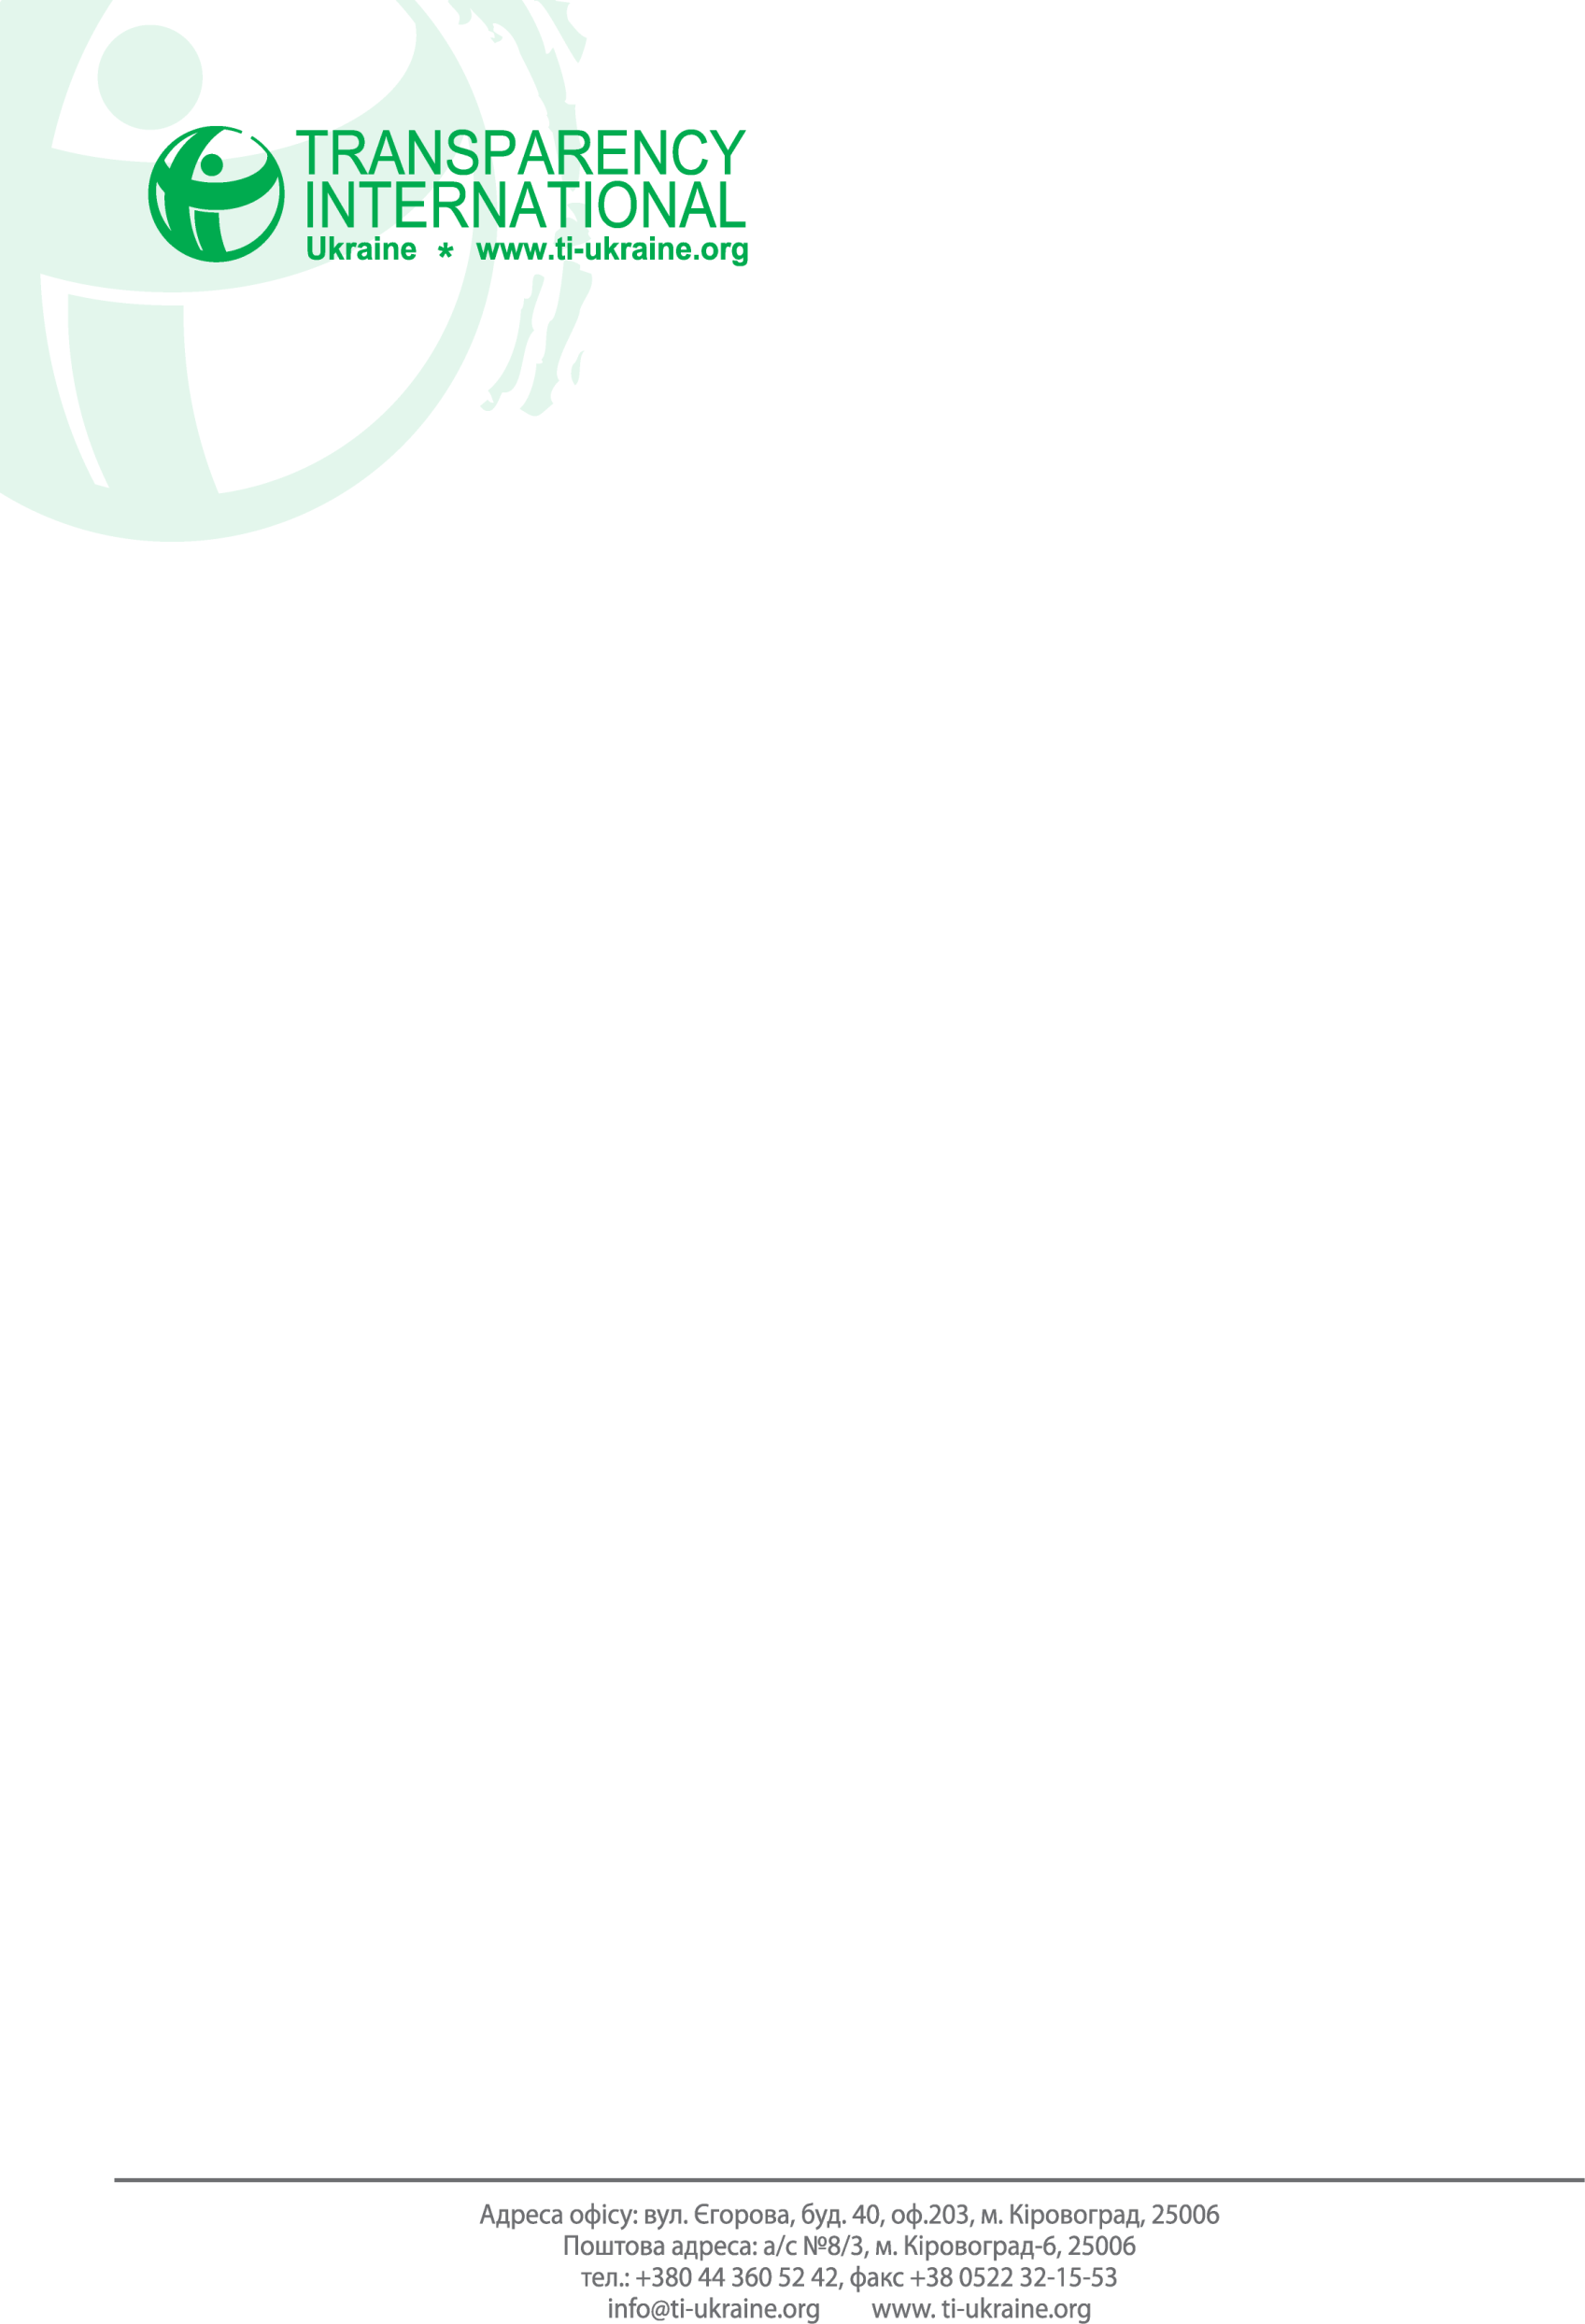 TRANSPARENCY
INTERNATIONAL
Ukraine * www.ti-ukraine.org
Адреса офісу: вул. Єгорова, буд. 40, оф.203, м. Кіровоград, 25006
Поштова адреса: а/с №8/3, м. Кіровоград-6, 25006
тел.: +380 44 360 52 42, факс +38 0522 32-15-53
info@ti-ukraine.org www. ti-ukraine.org